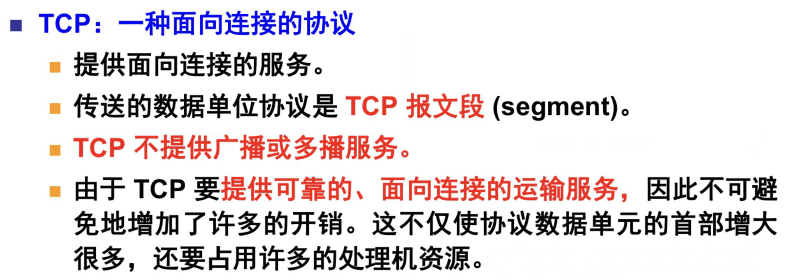 TCP：一种面向连接的协议
提供面向连接的服务。
传送的数据单位协议是 TCP 报文段 (segment)。
TCP 不提供广播或多播服务。
由于 TCP 要提供可靠的、面向连接的运输服务，因此不可避
免地增加了许多的开销。这不仅使协议数据单元的首部增大
很多，还要占用许多的处理机资源。